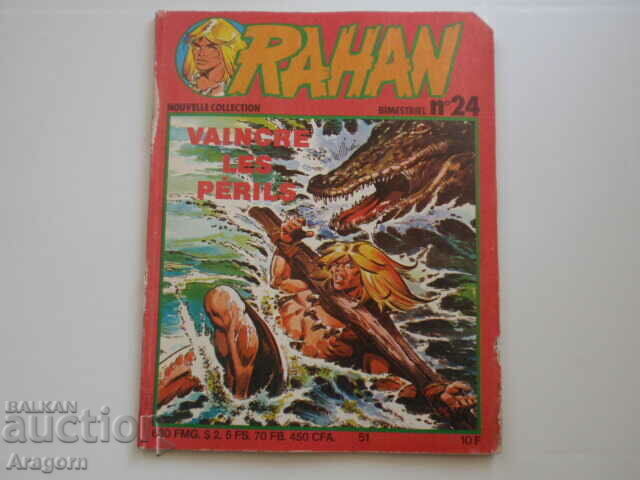 RAHAN
NOUVELLE COLLECTION
BIMESTRIEL n°24
VAINCRE
LES
PÉRILS
FMG. $ 2. 5 FS. 70 FB. 450 CFA. 51 10 F
BALKAN
auction
Aragorn